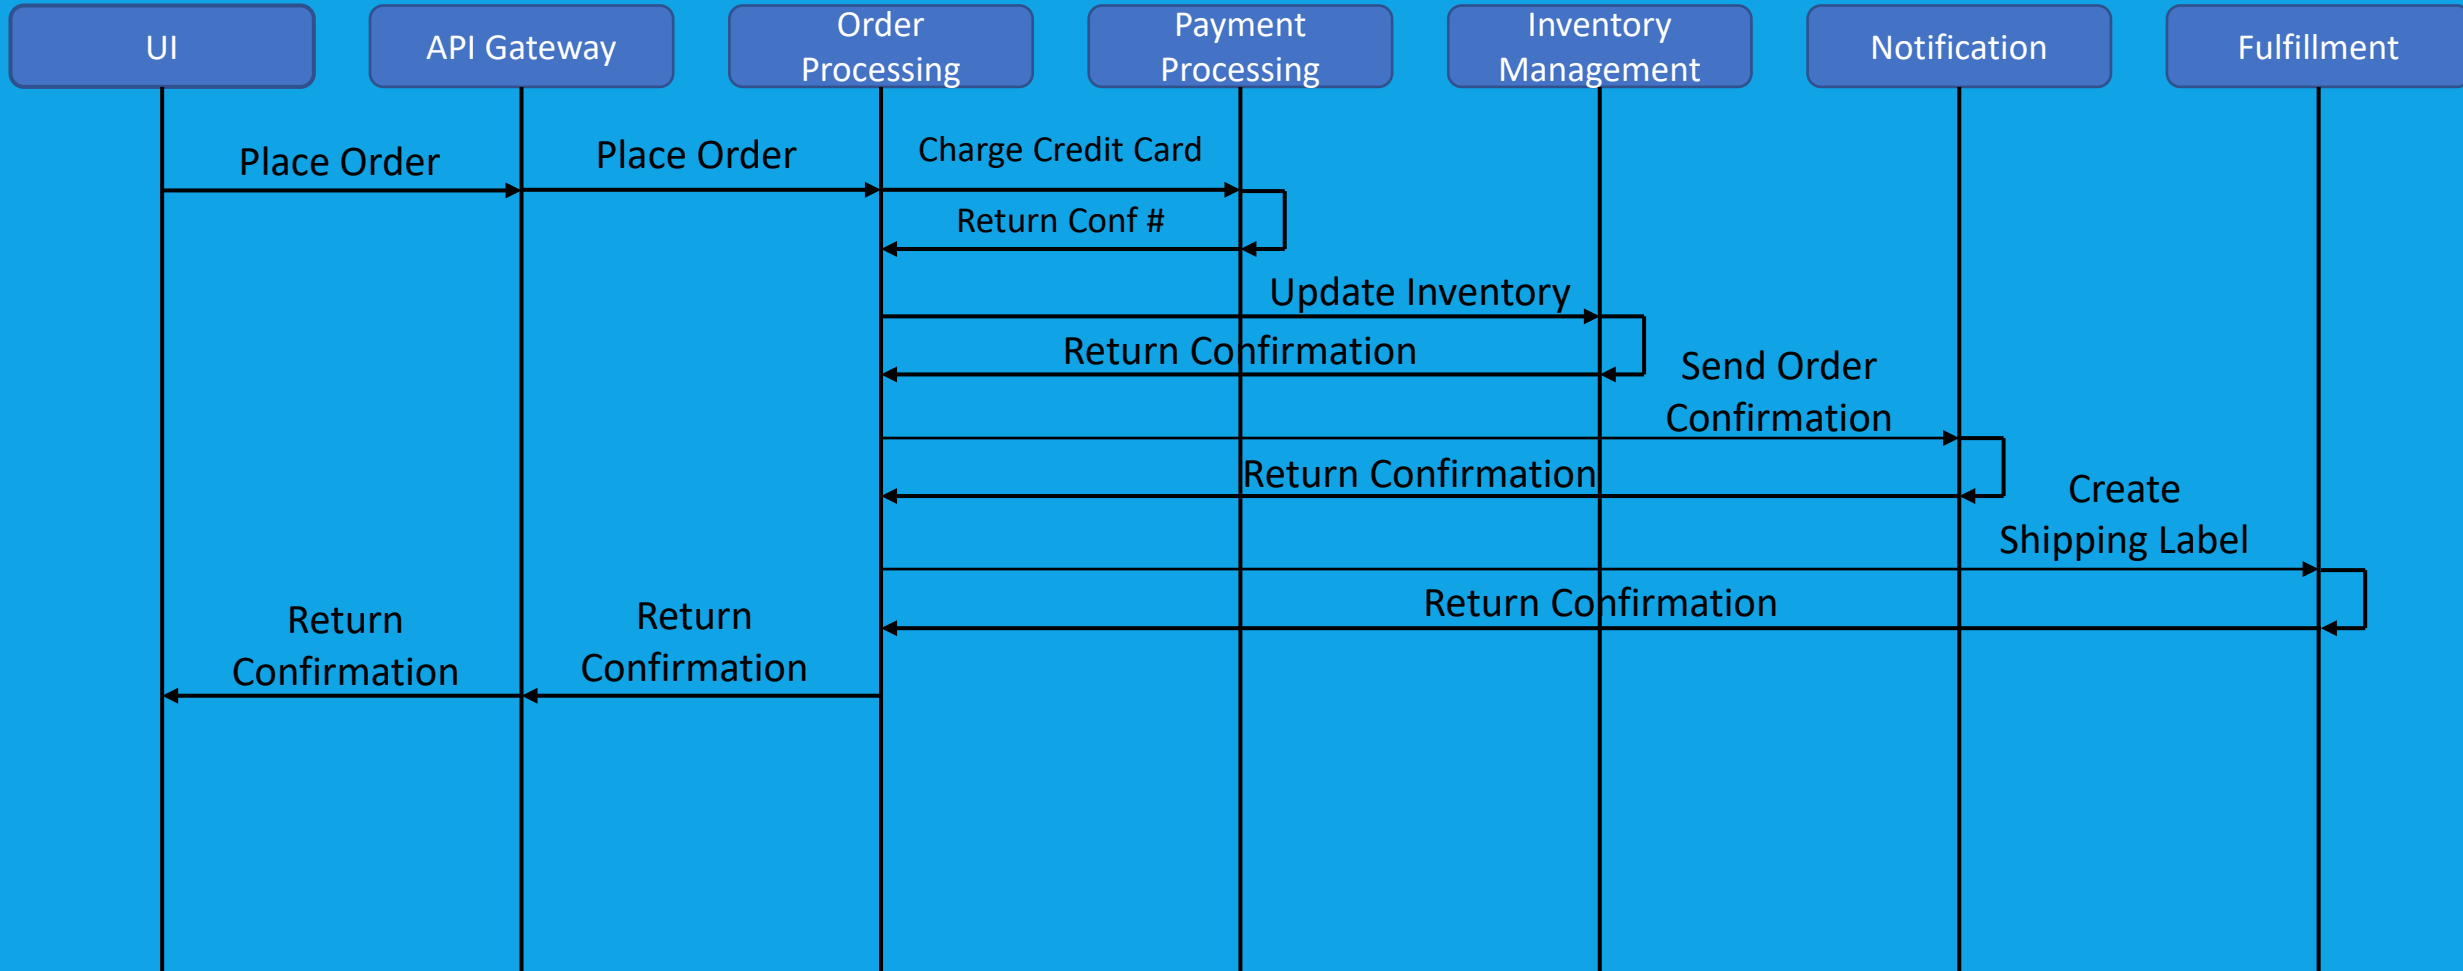 UI
API Gateway
Order
Processing
Payment
Processing
Inventory
Management
Notification
Fulfillment
Place Order
Place Order
Charge Credit Card
Return Conf #
Update Inventory
Return Confirmation
Send Order
Confirmation
Return Confirmation
Create
Shipping Label
Return Confirmation
Return
Confirmation
Return
Confirmation